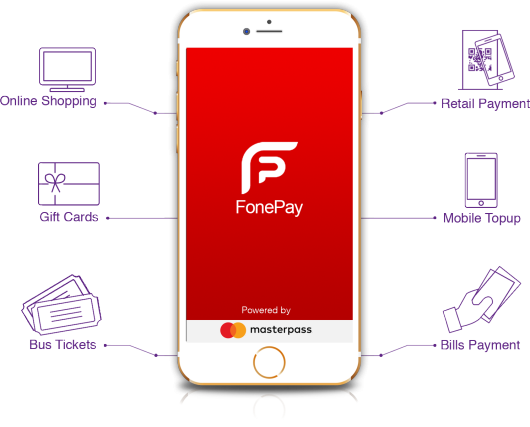 Online Shopping
Retail Payment
FonePay
Gift Cards
Mobile Topup
Powered by
masterpass
Bus Tickets
Bills Payment